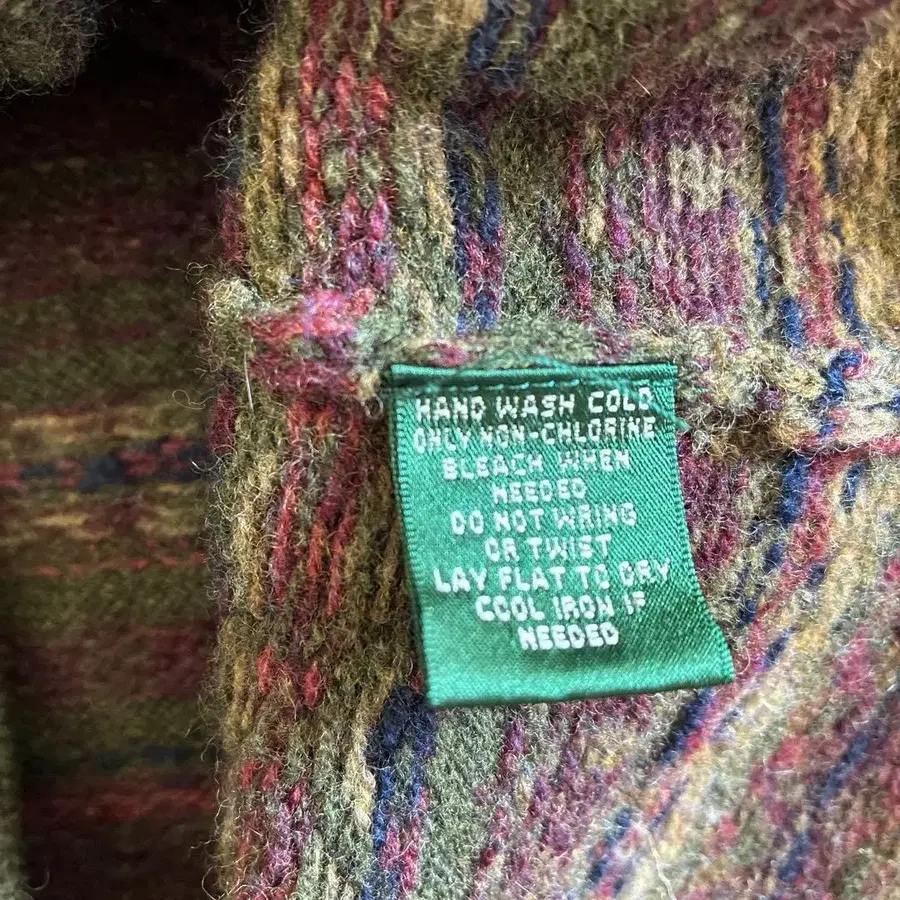 HAND WASH COLD
ONLY NON-CHLORINE
BLEACH WHEN
NEEDED
DO NOT WRING
OR TWIST
LAY FLAT TO DRY
COOL IRON IF
NEEDED